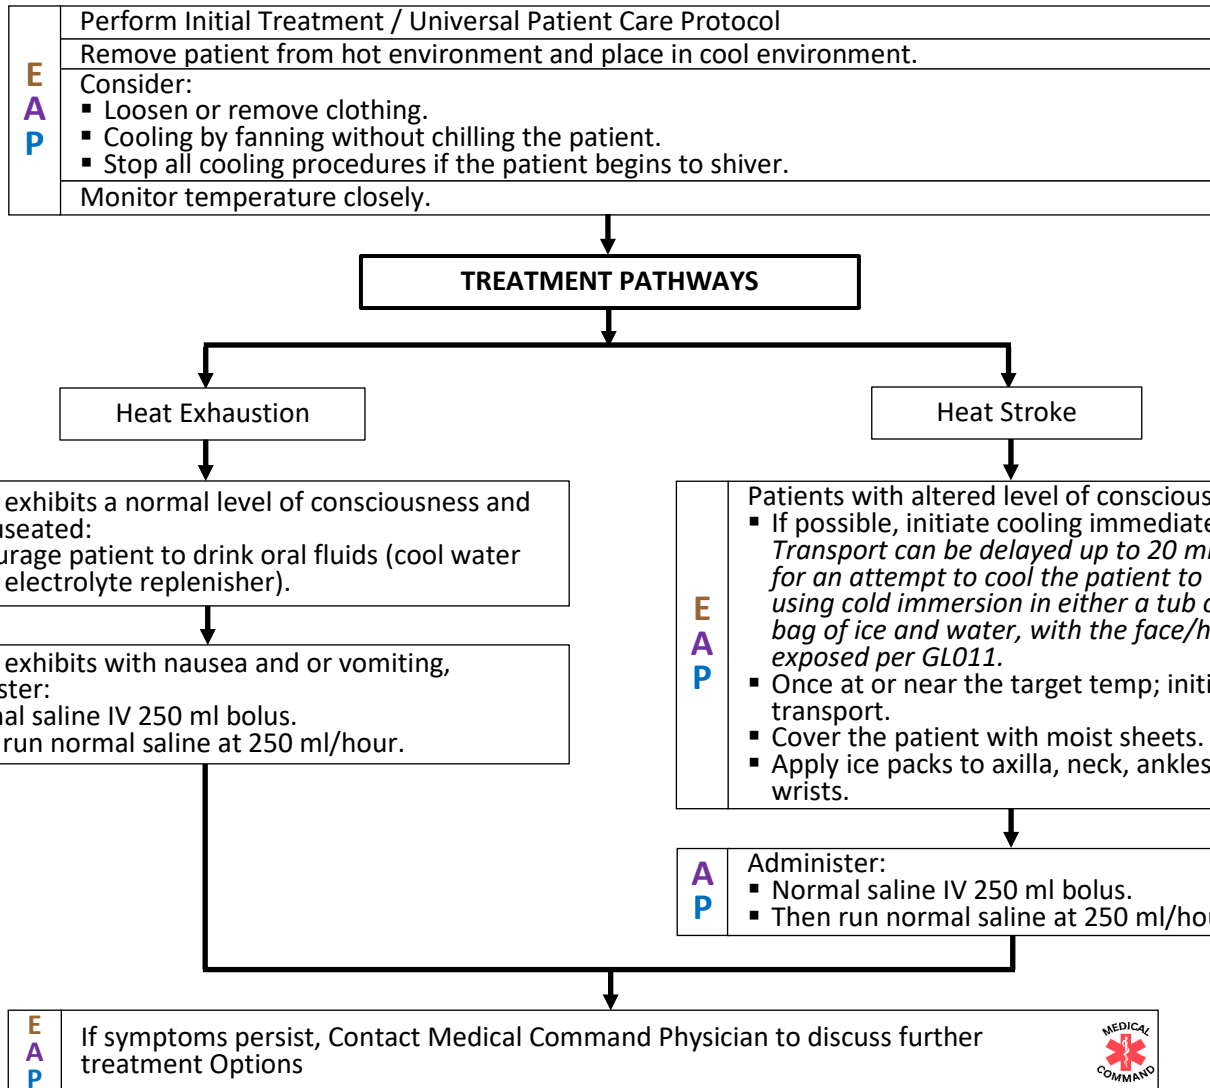 Perform Initial Treatment / Universal Patient Care Protocol
Remove patient from hot environment and place in cool environment.
E
A
P
Consider:
▪ Loosen or remove clothing.
▪ Cooling by fanning without chilling the patient.
▪ Stop all cooling procedures if the patient begins to shiver.
Monitor temperature closely.
TREATMENT PATHWAYS
Heat Exhaustion
exhibits a normal level of consciousness and
useated:
urage patient to drink oral fluids (cool water
electrolyte replenisher).
exhibits with nausea and or vomiting,
ster:
al saline IV 250 ml bolus.
run normal saline at 250 ml/hour.
Heat Stroke
E
A
P
Patients with altered level of conscious
▪ If possible, initiate cooling immediate
Transport can be delayed up to 20 mi
for an attempt to cool the patient to
using cold immersion in either a tub o
bag of ice and water, with the face/h
exposed per GL011.
▪ Once at or near the target temp; initi
transport.
▪ Cover the patient with moist sheets.
▪ Apply ice packs to axilla, neck, ankles
wrists.
A
P
Administer:
▪ Normal saline IV 250 ml bolus.
▪ Then run normal saline at 250 ml/hou
E
A
P
If symptoms persist, Contact Medical Command Physician to discuss further
treatment Options
MEDICAL
COMMAND